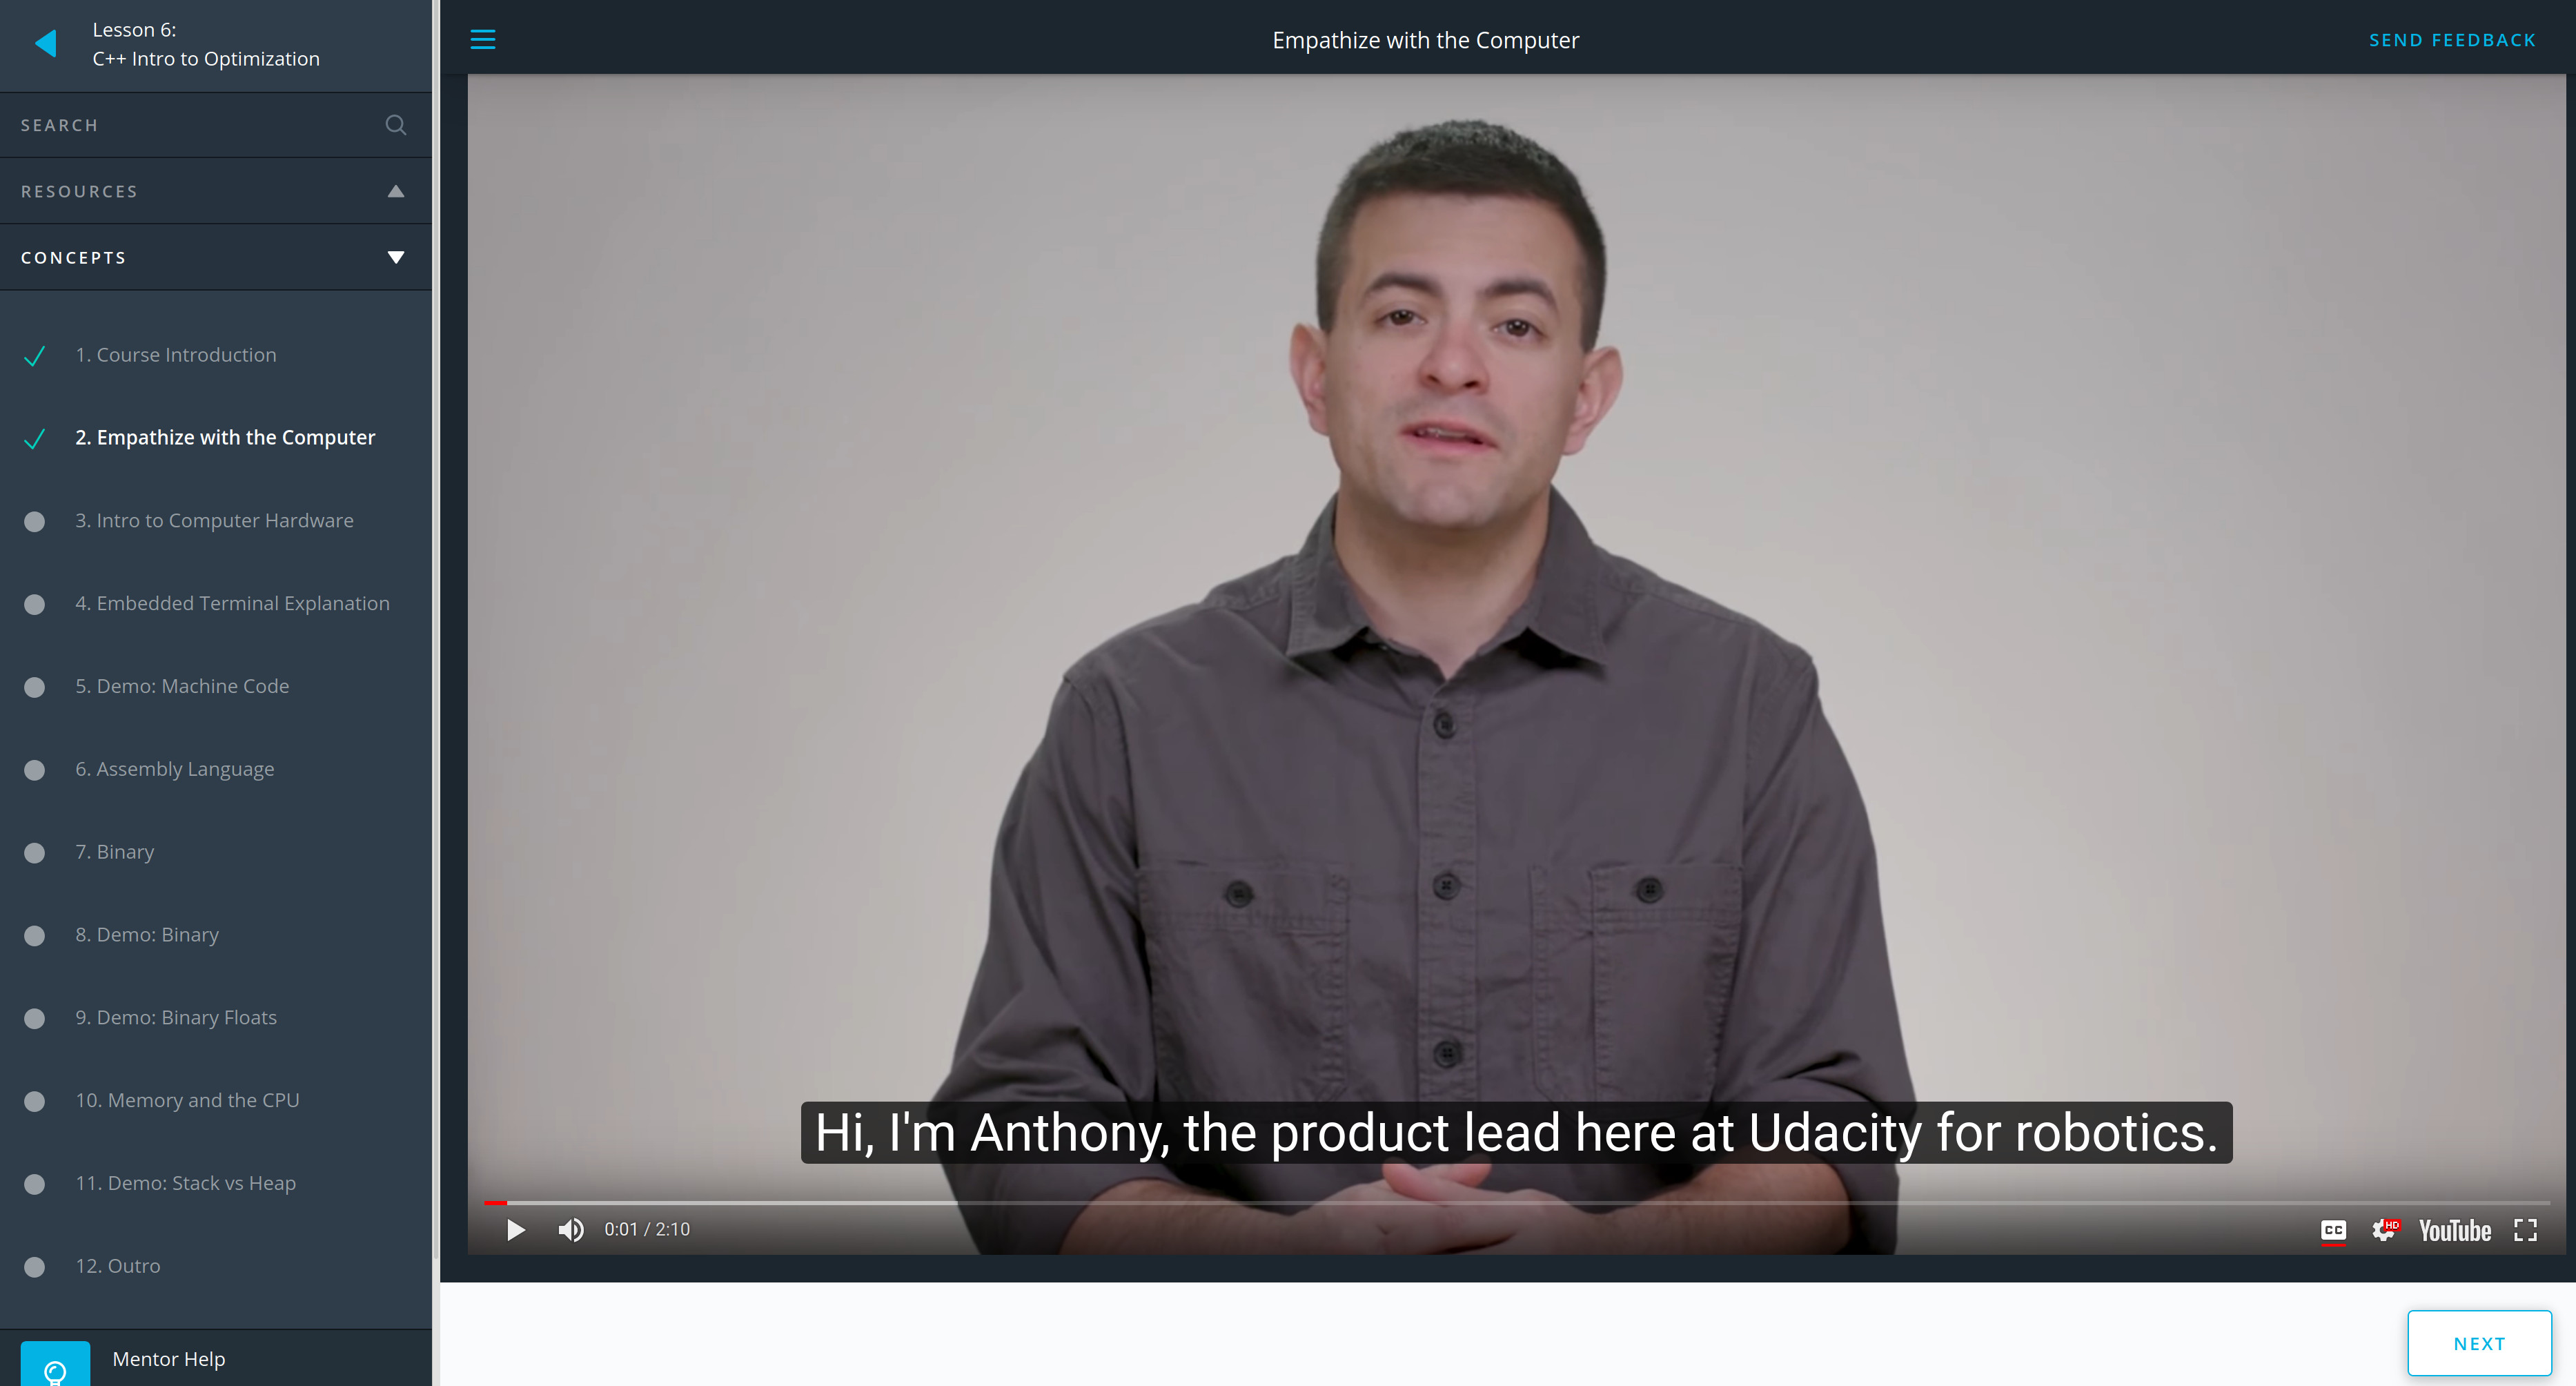 Lesson 6:
C++ Intro to Optimization
SEARCH
RESOURCES
CONCEPTS
1. Course Introduction
2. Empathize with the Computer
3. Intro to Computer Hardware
4. Embedded Terminal Explanation
5. Demo: Machine Code
6. Assembly Language
7. Binary
8. Demo: Binary
9. Demo: Binary Floats
10. Memory and the CPU
11. Demo: Stack vs Heap
12. Outro
Mentor Help
Empathize with the Computer
SEND FEEDBACK
Hi, I'm Anthony, the product lead here at Udacity for robotics.
0:01 / 2:10
CC
HD
YouTube
NEXT